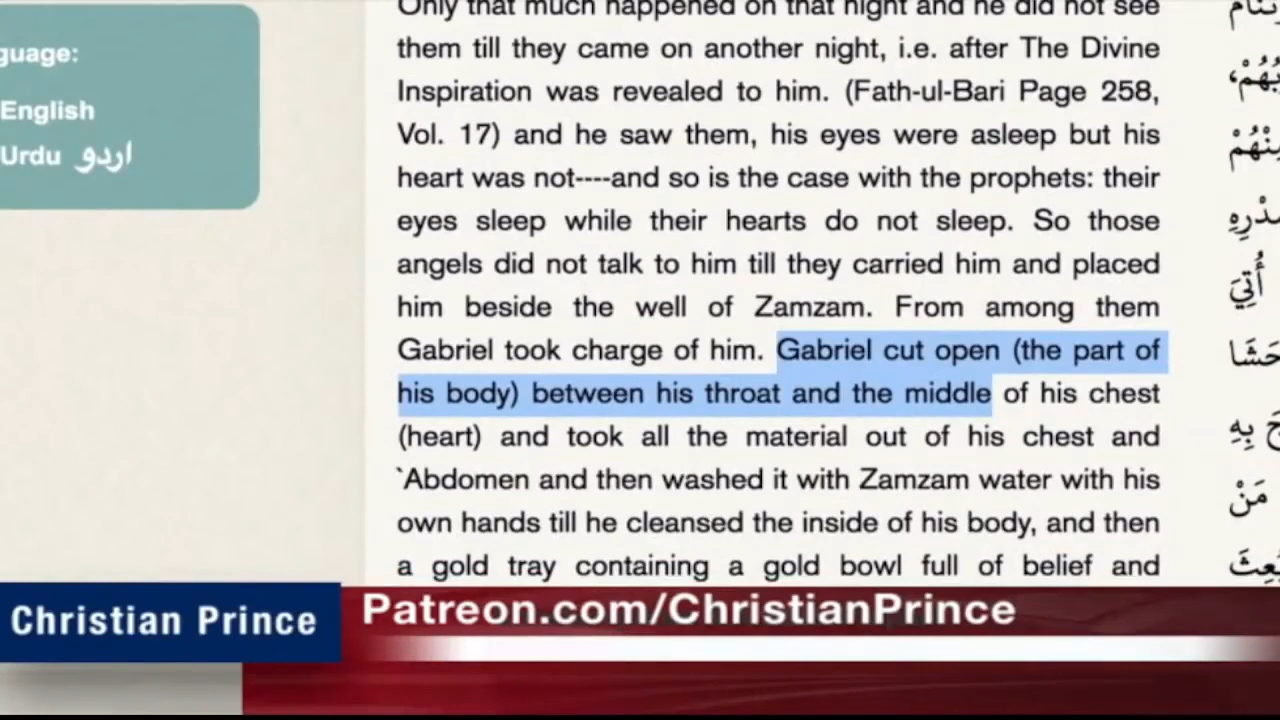 Only that much happened on that night and he did not see
guage:
them till they came on another night, i.e. after The Divine
English
Inspiration was revealed to him. (Fath-ul-Bari Page 258,
Urdu اردو
Vol. 17) and he saw them, his eyes were asleep but his
heart was not----and so is the case with the prophets: their
eyes sleep while their hearts do not sleep. So those
angels did not talk to him till they carried him and placed
him beside the well of Zamzam. From among them
Gabriel took charge of him. Gabriel cut open (the part of
his body) between his throat and the middle of his chest
(heart) and took all the material out of his chest and
`Abdomen and then washed it with Zamzam water with his
own hands till he cleansed the inside of his body, and then
a gold tray containing a gold bowl full of belief and
مَنْ
Christian Prince
Patreon.com/ChristianPrince